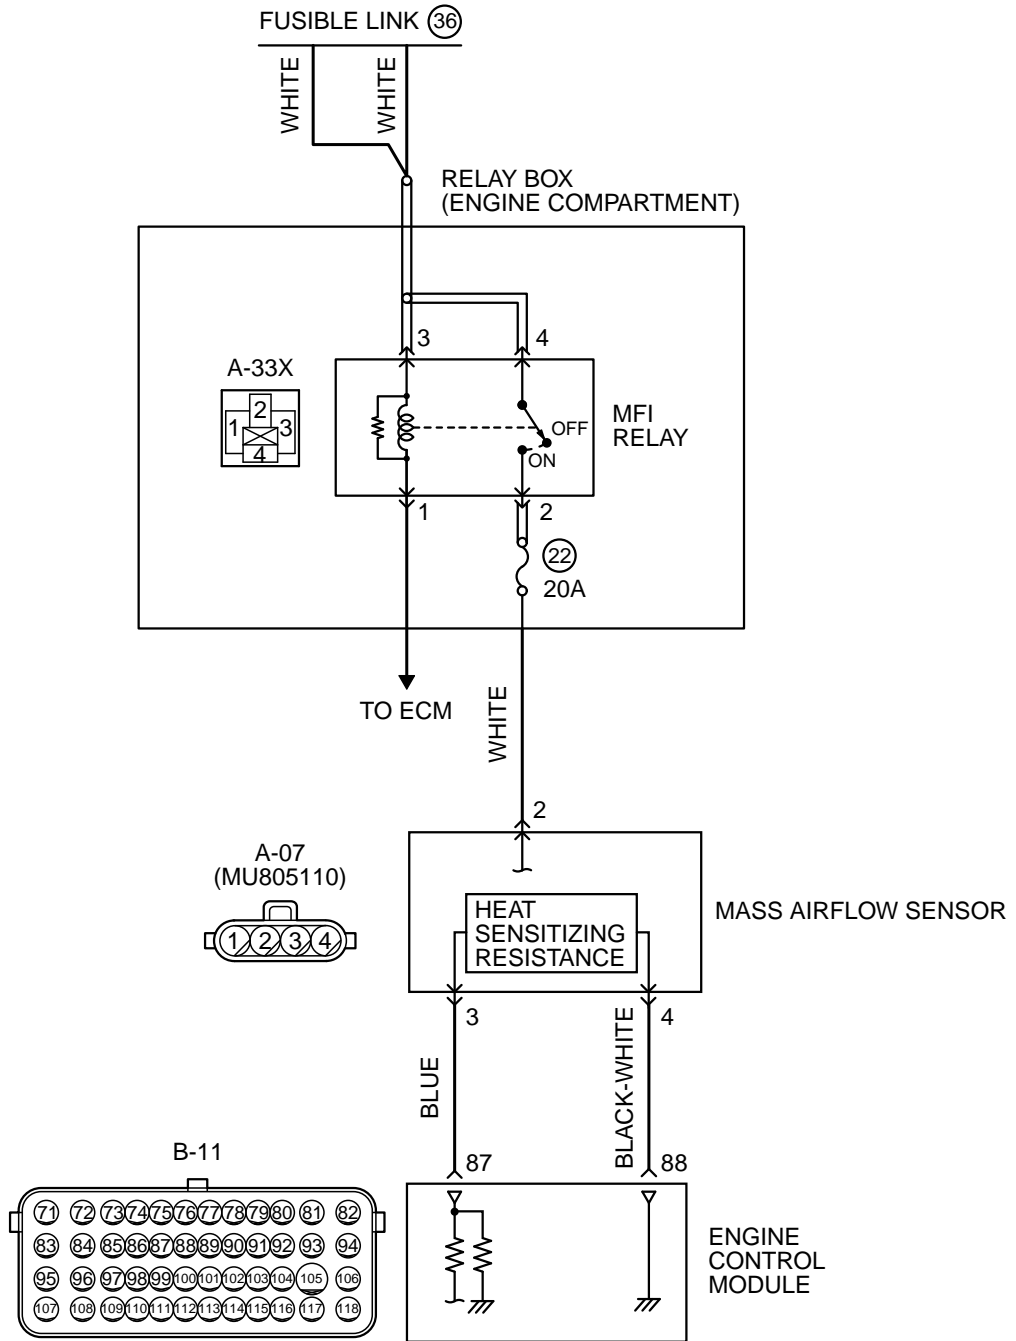 FUSIBLE LINK 36
WHITE
WHITE
RELAY BOX
(ENGINE COMPARTMENT)
3
4
A-33X
2
1
3
4
OFF
ON
MFI
RELAY
1
2
22
20A
TO ECM
WHITE
2
A-07
(MU805110)
1 2 3 4
HEAT
SENSITIZING
RESISTANCE
MASS AIRFLOW SENSOR
3
4
BLUE
BLACK-WHITE
B-11
87
88
71 72 73 74 75 76 77 78 79 80 81 82
83 84 85 86 87 88 89 90 91 92 93 94
95 96 97 98 99 100 101 102 103 104 105 106
107 108 109 110 111 112 113 114 115 116 117 118
ENGINE
CONTROL
MODULE